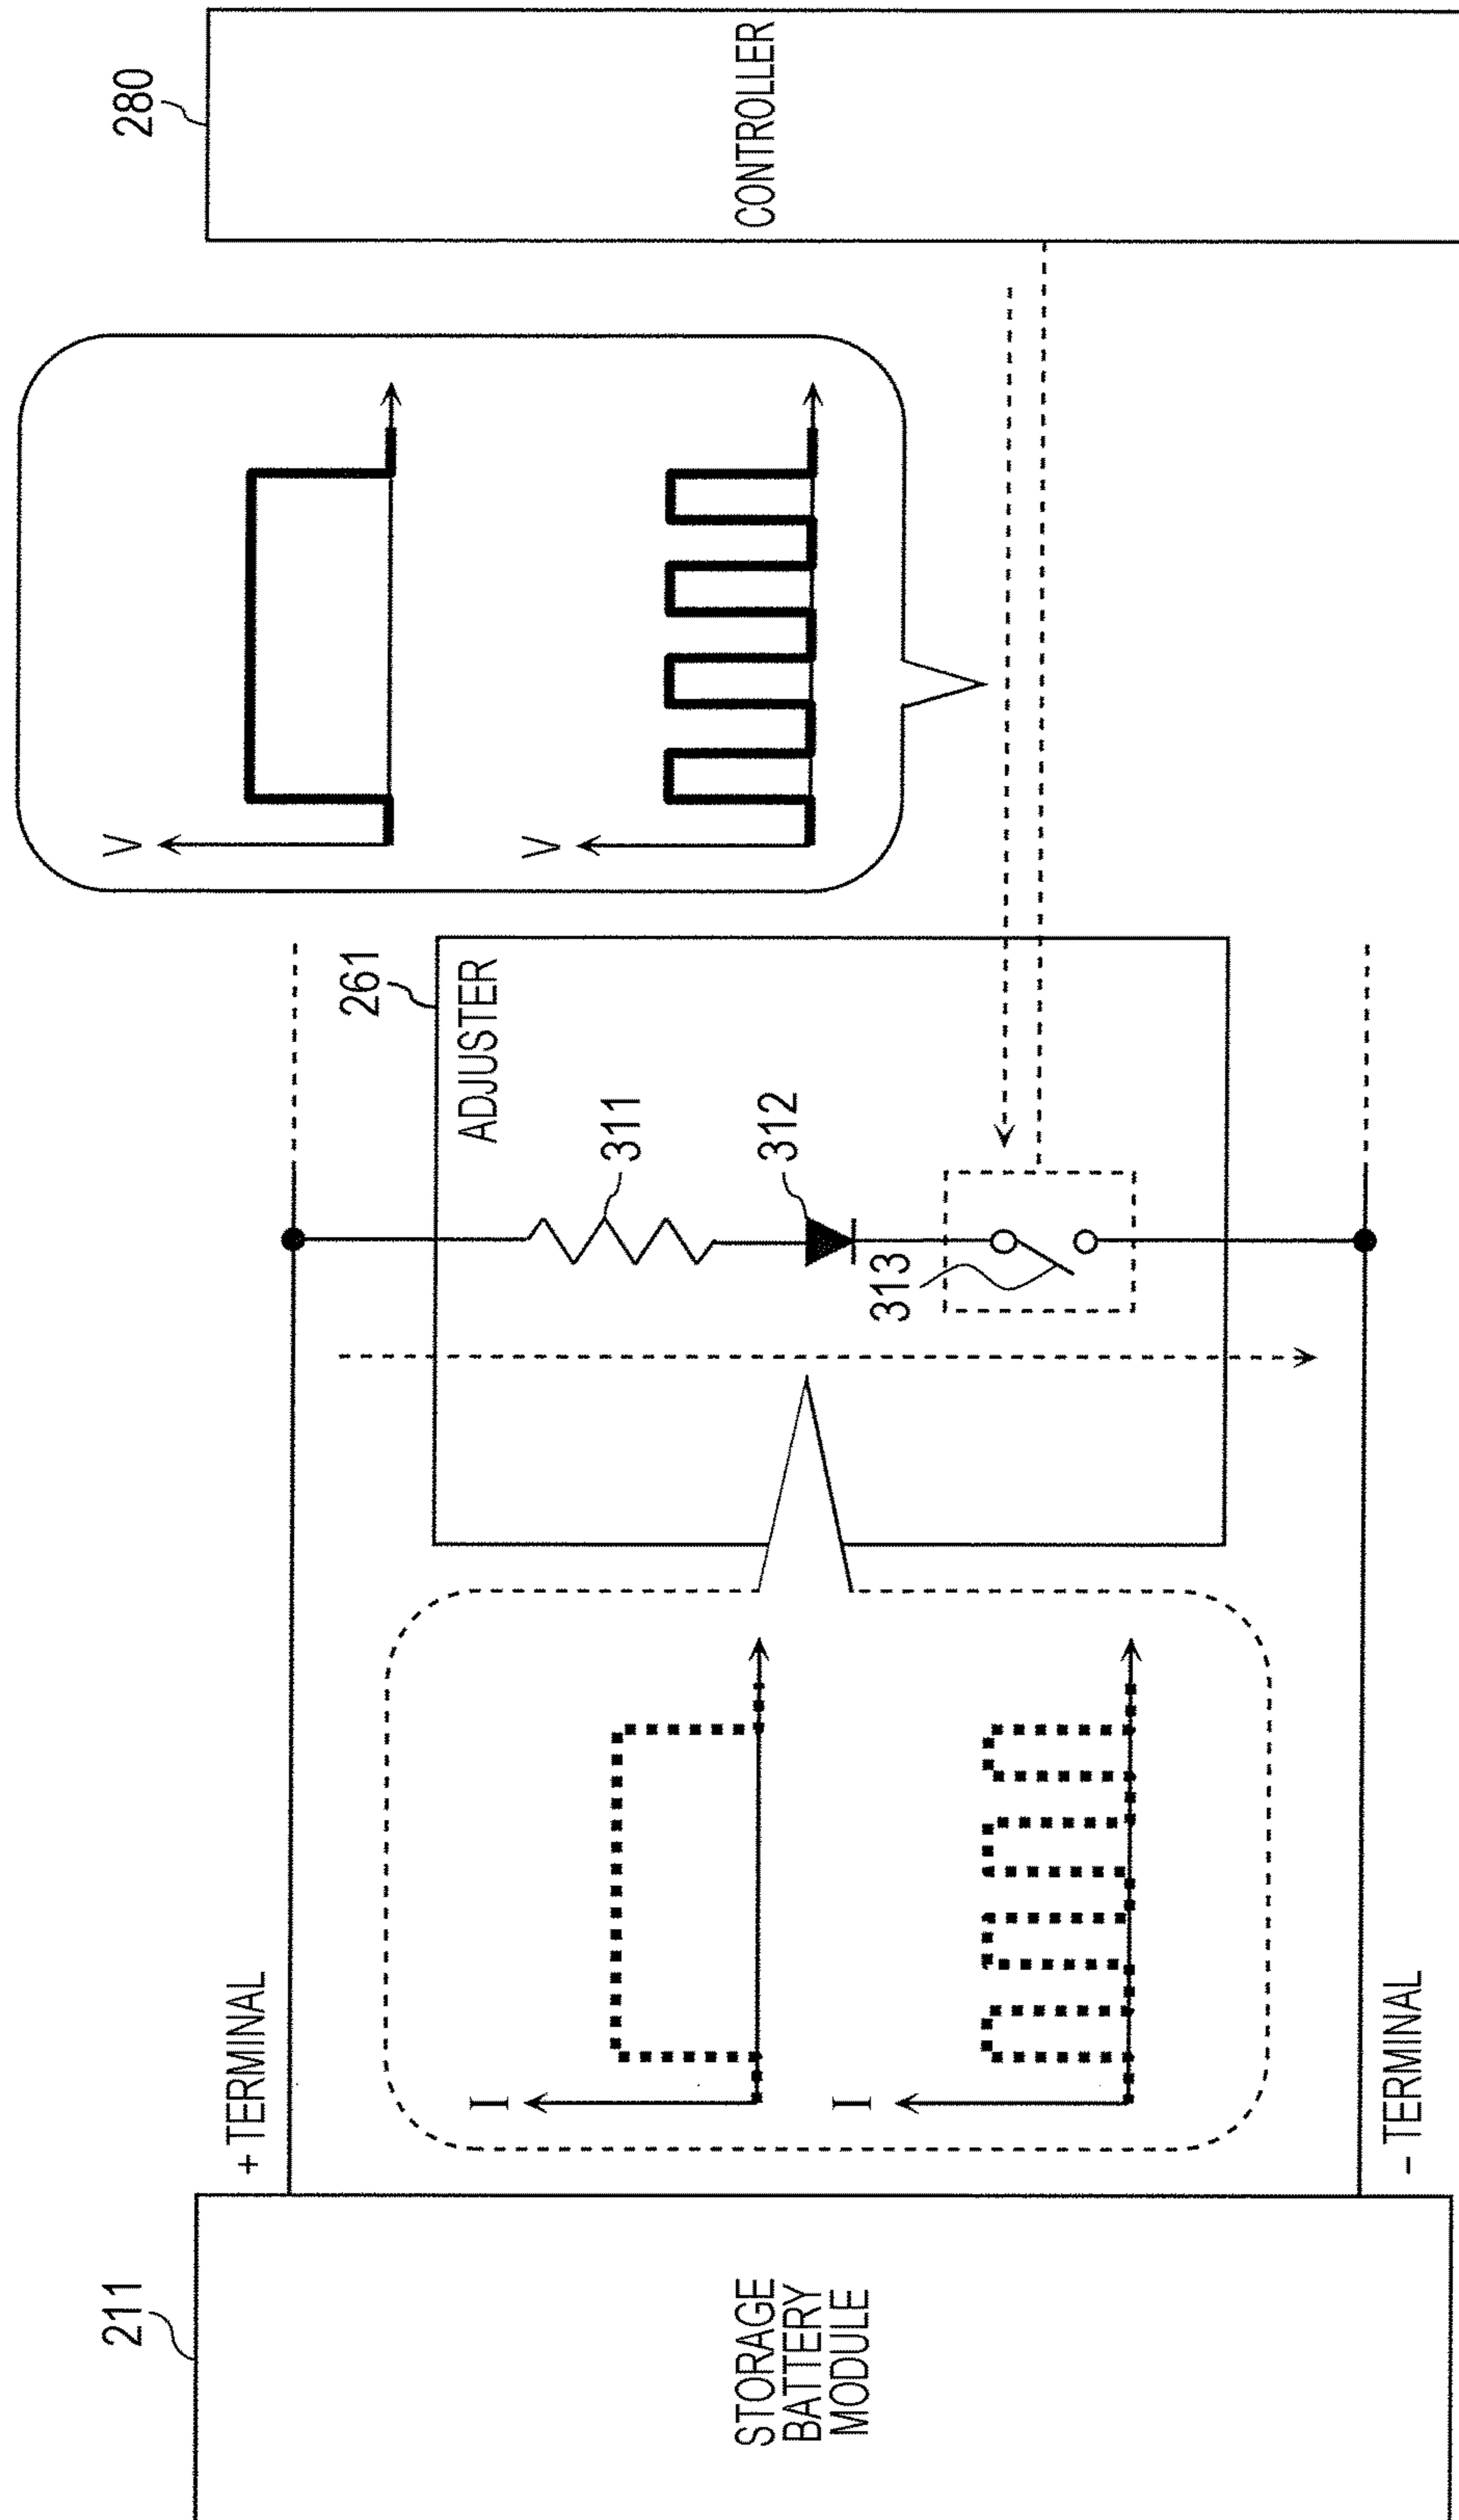 211
STORAGE
BATTERY
MODULE
+ TERMINAL
- TERMINAL
I
I
261
ADJUSTER
311
312
313
V
V
280
CONTROLLER